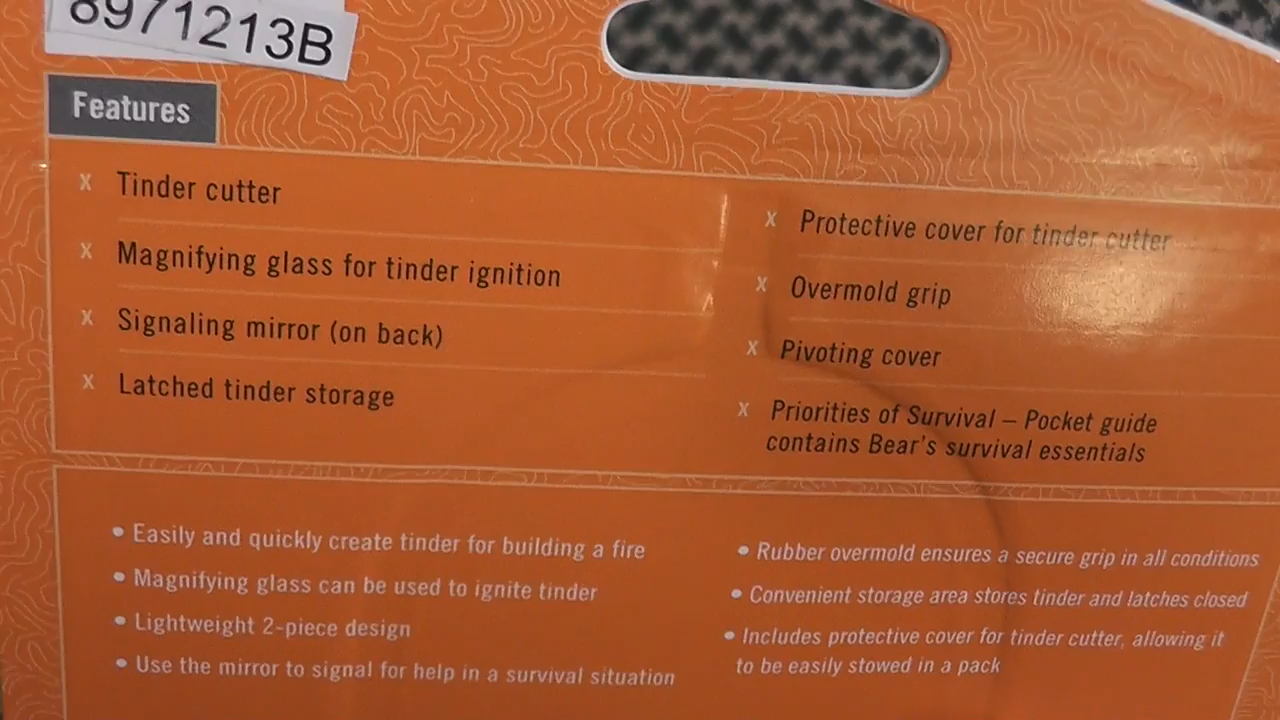 8971213B
Features
x Tinder cutter
x Magnifying glass for tinder ignition
x Signaling mirror (on back)
x Latched tinder storage
x Protective cover for tinder cutter
x Overmold grip
x Pivoting cover
x Priorities of Survival – Pocket guide
contains Bear's survival essentials
• Easily and quickly create tinder for building a fire
• Magnifying glass can be used to ignite tinder
• Lightweight 2-piece design
• Use the mirror to signal for help in a survival situation
• Rubber overmold ensures a secure grip in all conditions
• Convenient storage area stores tinder and latches closed
• Includes protective cover for tinder cutter, allowing it
to be easily stowed in a pack